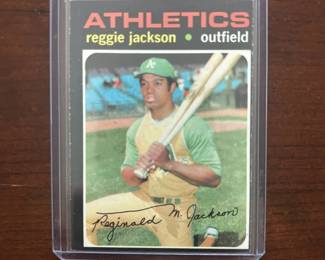 ATHLETICS
reggie jackson • outfield
Reginald M. Jackson